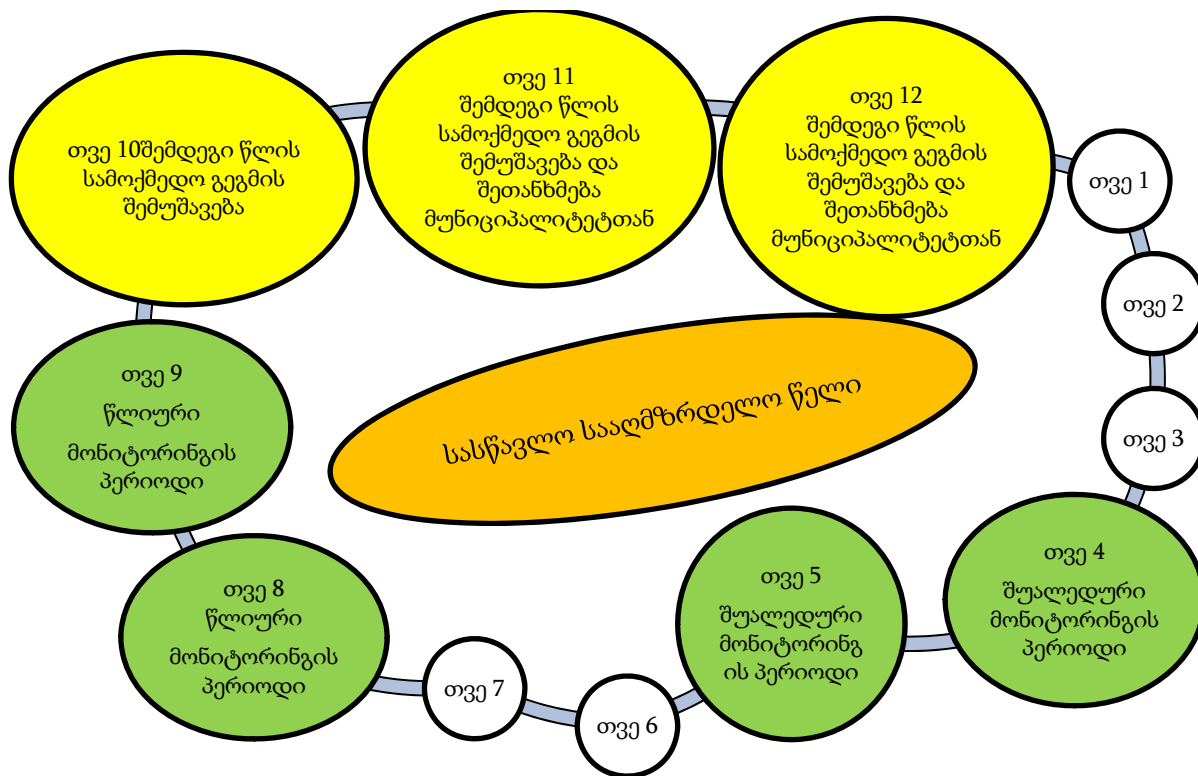 თვე 10შემდეგი წლის
სამოქმედო გეგმის
შემუშავება
თვე 11
შემდეგი წლის
სამოქმედო გეგმის
შემუშავება და
შეთანხმება
მუნიციპალიტეტთან
თვე 12
შემდეგი წლის
სამოქმედო გეგმის
შემუშავება და
შეთანხმება
მუნიციპალიტეტთან
თვე 1
თვე 2
თვე 3
თვე 4
შუალედური
მონიტორინგის
პერიოდი
თვე 5
შუალედური
მონიტორინგ
ის პერიოდი
თვე 6
თვე 7
თვე 8
წლიური
მონიტორინგის
პერიოდი
თვე 9
წლიური
მონიტორინგის
პერიოდი
სასწავლო სააღმზრდელო წელი